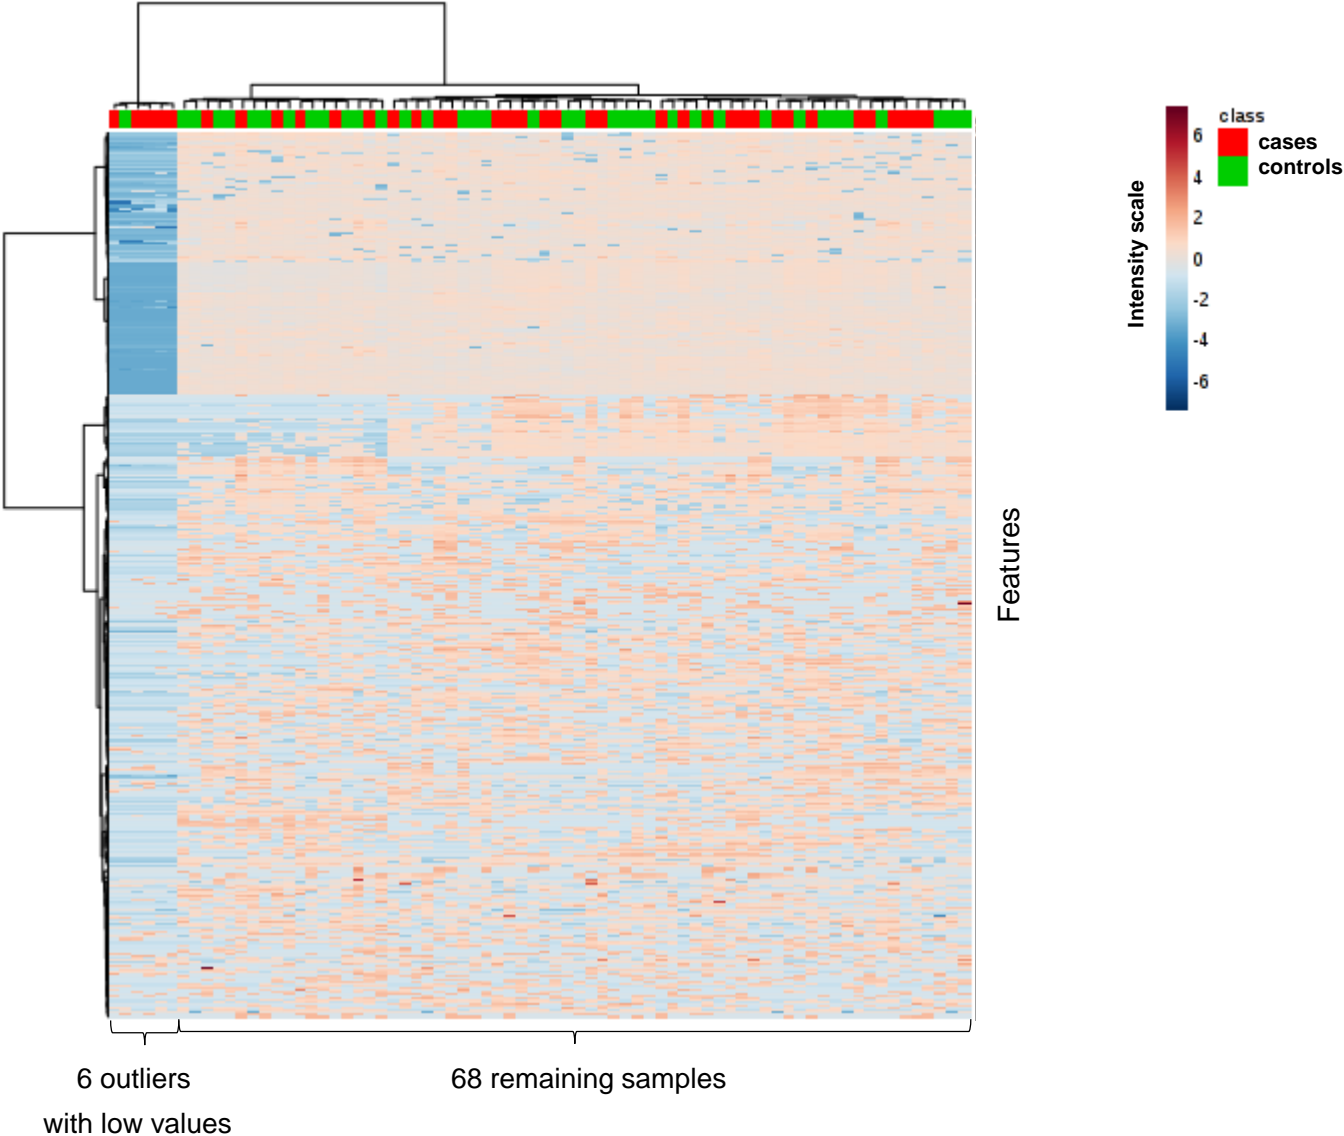 class
cases
controls
Intensity scale
6
4
2
0
-2
-4
-6
Features
6 outliers
with low values
68 remaining samples